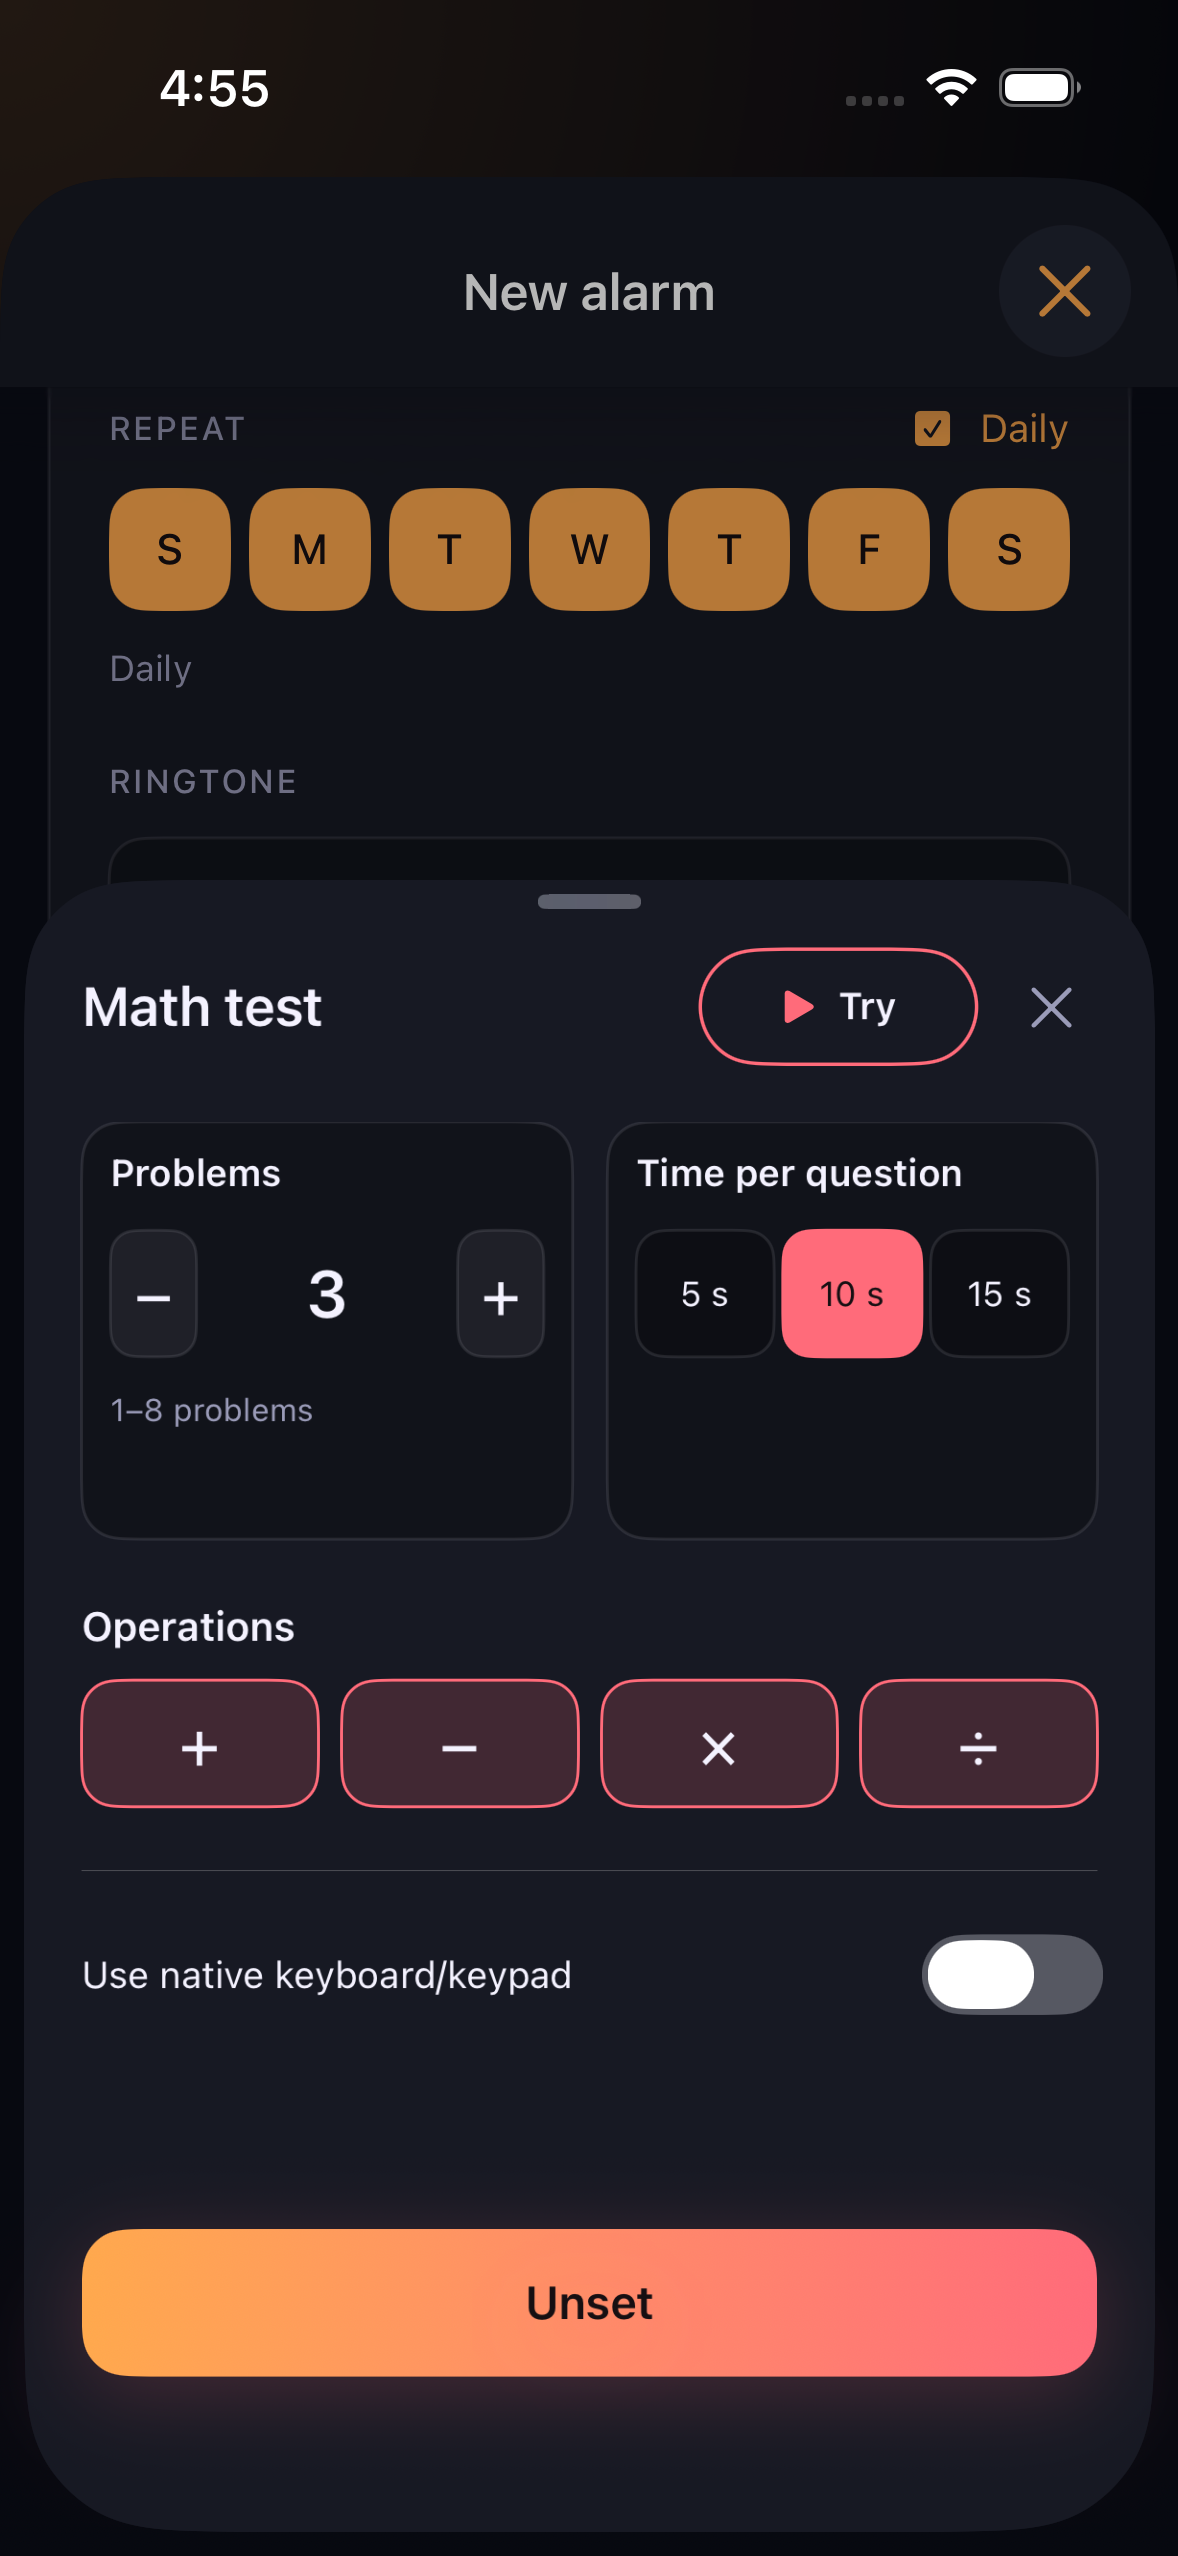 4:55
New alarm
REPEAT
Daily
S M T W T F S
Daily
RINGTONE
Math test
Try
Problems
Time per question
− 3 +
5 s 10 s 15 s
1–8 problems
Operations
+ − × ÷
Use native keyboard/keypad
Unset